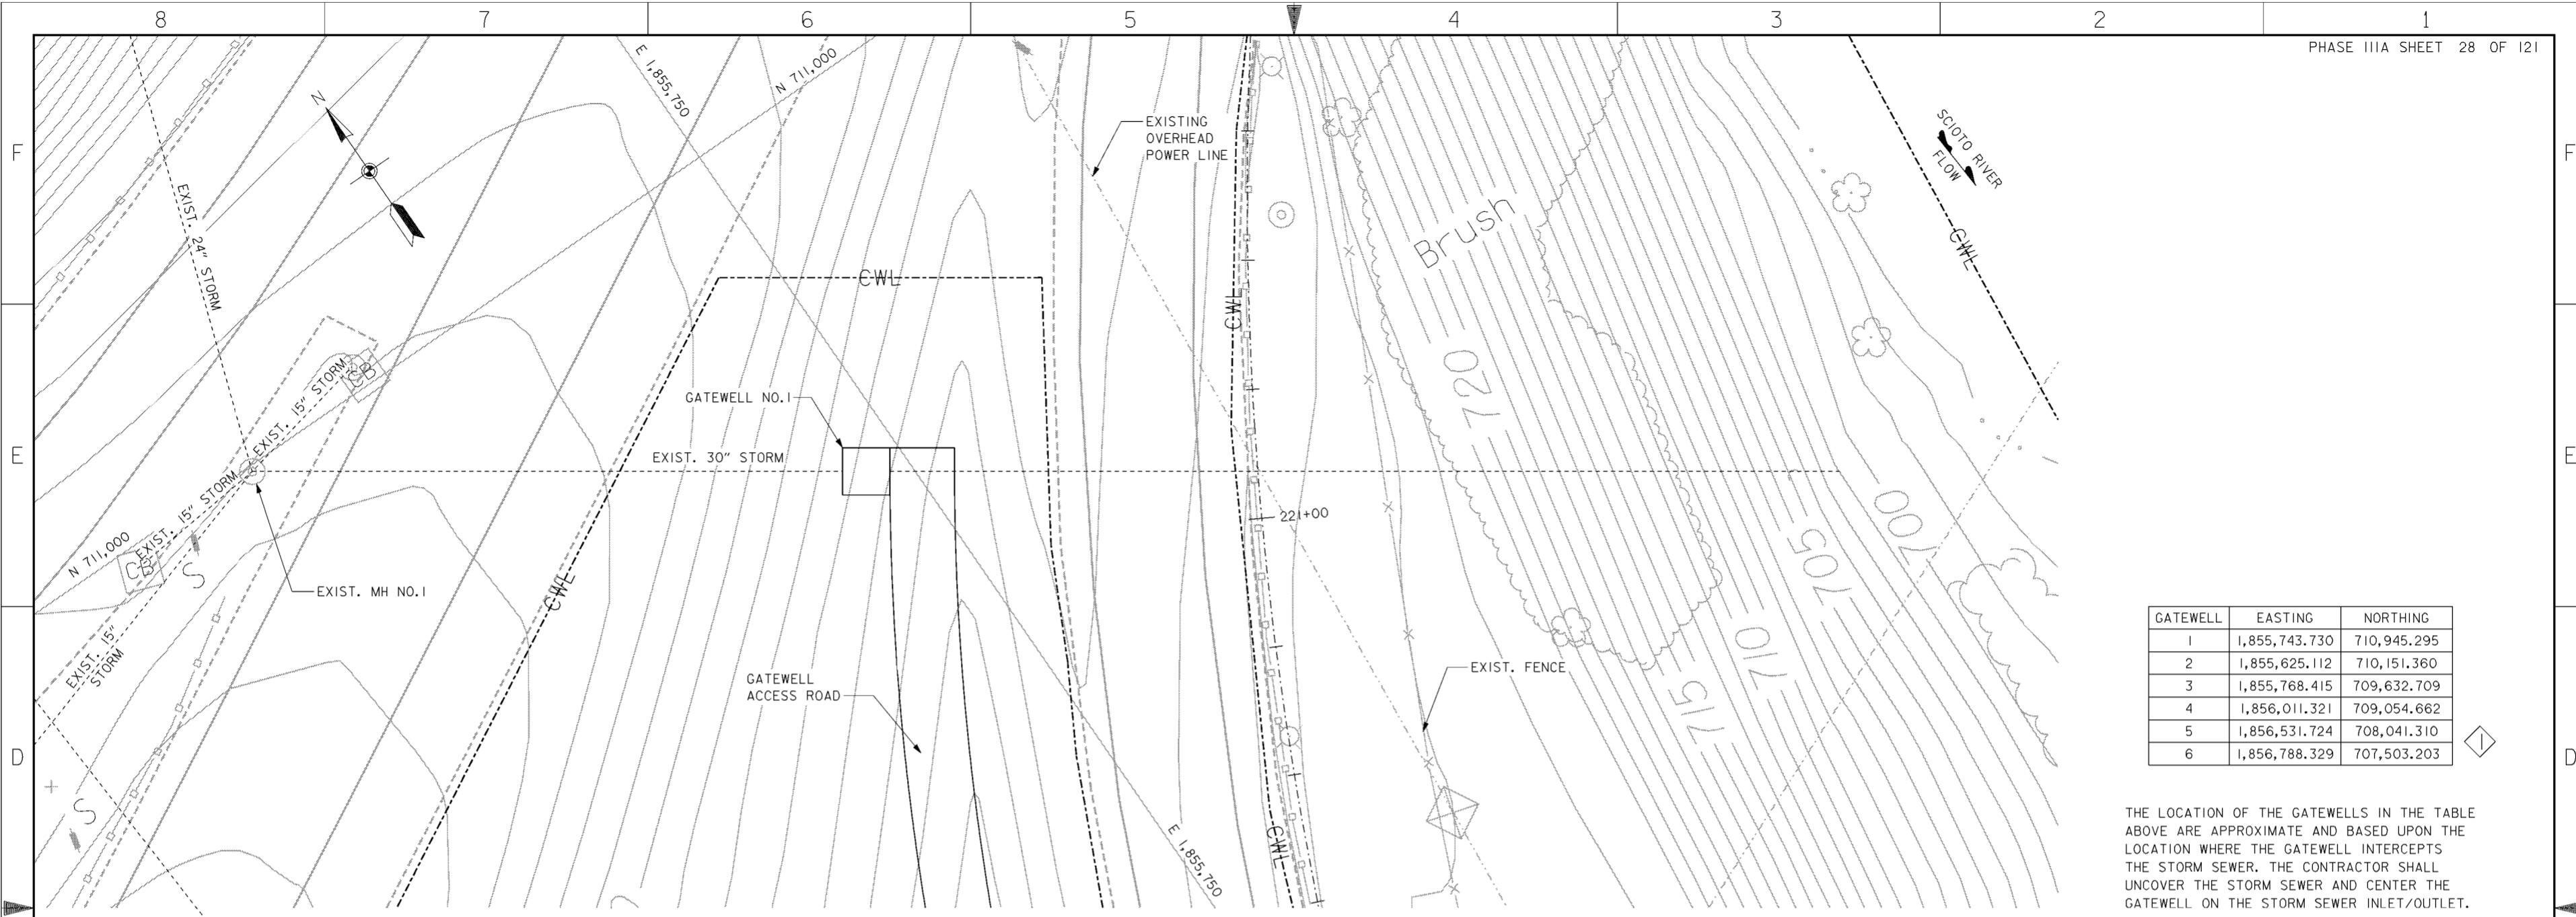 8 7 6 5 4 3 2 1
PHASE IIIA SHEET 28 OF 121
F
F
E
E
D
D
N
E 1,855,750
N 711,000
EXISTING
OVERHEAD
POWER LINE
SCIOTO RIVER
FLOW
CWL
Brush
EXIST. 24" STORM
CWL
CWL
720
EXIST. 15" STORM
CB
GATEWELL NO.1
EXIST. 30" STORM
EXIST. 15" STORM
N 711,000
CB
S
EXIST. MH NO.1
CWL
221+00
700
705
710
715
EXIST. 15"
STORM
GATEWELL
ACCESS ROAD
EXIST. FENCE
S
E 1,855,750
CWL
GATEWELL EASTING NORTHING
1 1,855,743.730 710,945.295
2 1,855,625.112 710,151.360
3 1,855,768.415 709,632.709
4 1,856,011.321 709,054.662
5 1,856,531.724 708,041.310
6 1,856,788.329 707,503.203
1
THE LOCATION OF THE GATEWELLS IN THE TABLE
ABOVE ARE APPROXIMATE AND BASED UPON THE
LOCATION WHERE THE GATEWELL INTERCEPTS
THE STORM SEWER. THE CONTRACTOR SHALL
UNCOVER THE STORM SEWER AND CENTER THE
GATEWELL ON THE STORM SEWER INLET/OUTLET.